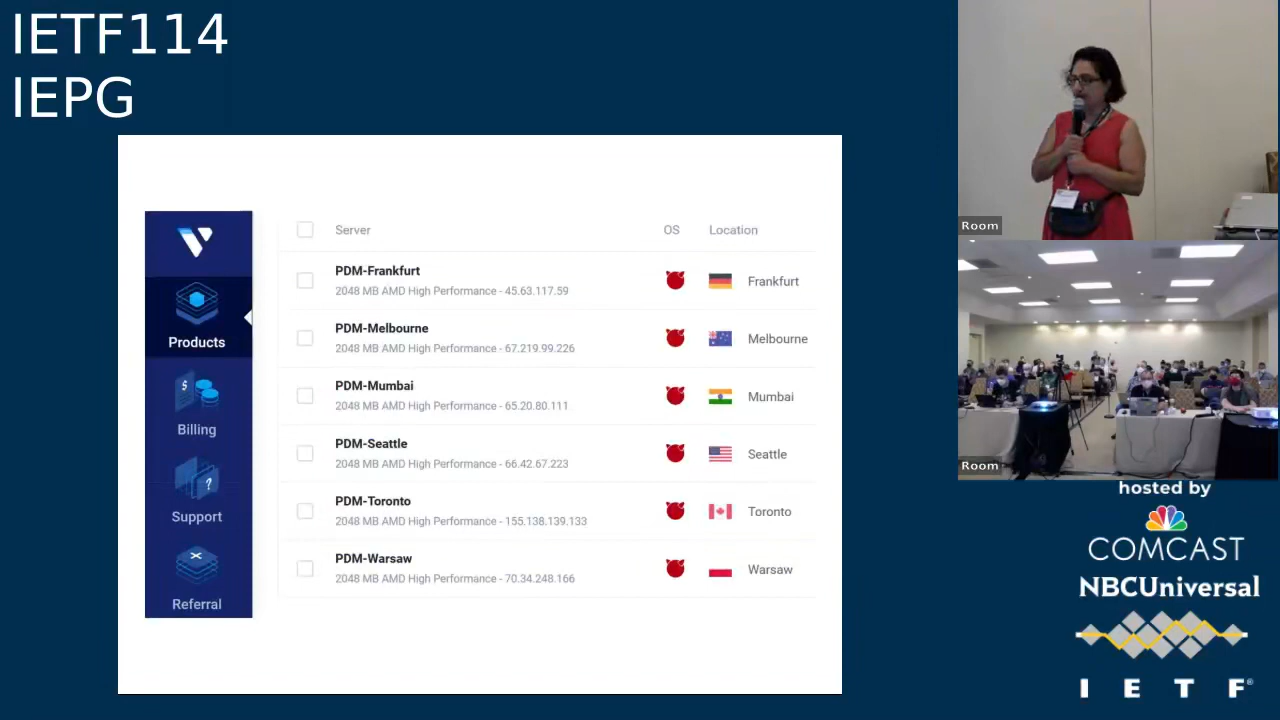 IETF114
IEPG
Server OS Location
PDM-Frankfurt
2048 MB AMD High Performance - 45.63.117.59
Frankfurt
PDM-Melbourne
2048 MB AMD High Performance - 67.219.99.226
Melbourne
PDM-Mumbai
2048 MB AMD High Performance - 65.20.80.111
Mumbai
PDM-Seattle
2048 MB AMD High Performance - 66.42.67.223
Seattle
PDM-Toronto
2048 MB AMD High Performance - 155.138.139.133
Toronto
PDM-Warsaw
2048 MB AMD High Performance - 70.34.248.166
Warsaw
Products
Billing
Support
Referral
Room
Room
hosted by
COMCAST
NBCUniversal
I E T F®